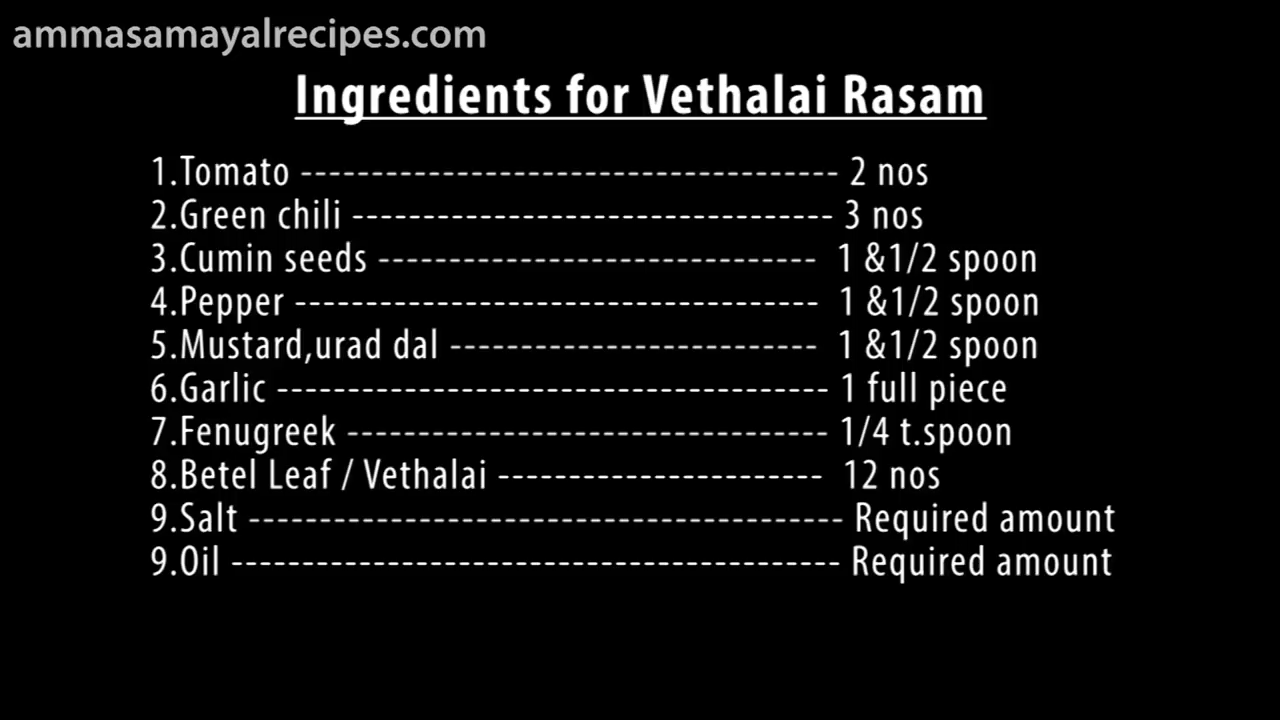 ammasamayalrecipes.com
Ingredients for Vethalai Rasam
1.Tomato -------------------------------------- 2 nos
2.Green chili ---------------------------------- 3 nos
3.Cumin seeds ------------------------------- 1 &1/2 spoon
4.Pepper ------------------------------------- 1 &1/2 spoon
5.Mustard,urad dal -------------------------- 1 &1/2 spoon
6.Garlic --------------------------------------- 1 full piece
7.Fenugreek ---------------------------------- 1/4 t.spoon
8.Betel Leaf / Vethalai ----------------------- 12 nos
9.Salt ------------------------------------------ Required amount
9.Oil ------------------------------------------- Required amount